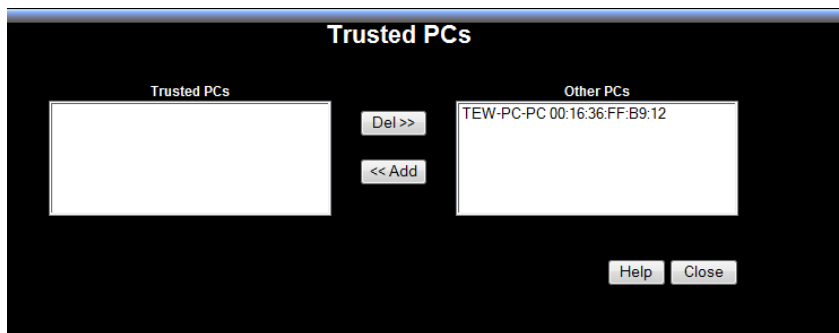 Trusted PCs
Trusted PCs
Other PCs
TEW-PC-PC 00:16:36:FF:B9:12
Del >>
<< Add
Help
Close